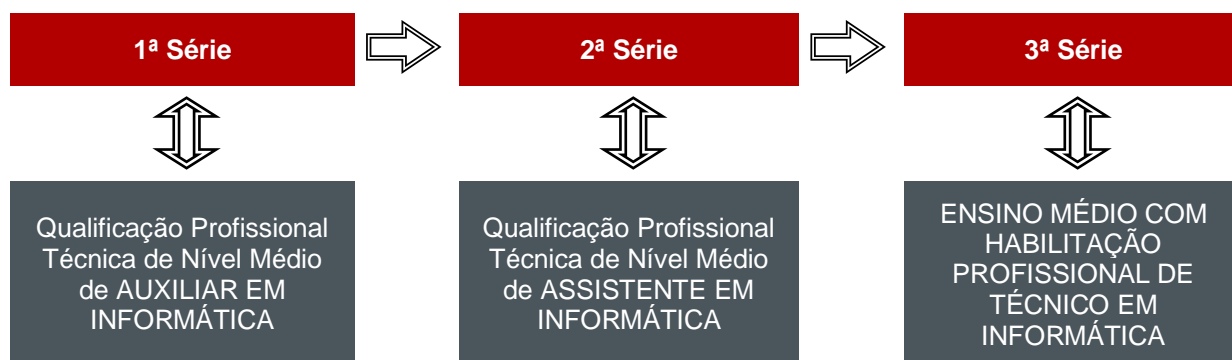 1ª Série
2ª Série
3ª Série
Qualificação Profissional
Técnica de Nível Médio
de AUXILIAR EM
INFORMÁTICA
Qualificação Profissional
Técnica de Nível Médio
de ASSISTENTE EM
INFORMÁTICA
ENSINO MÉDIO COM
HABILITAÇÃO
PROFISSIONAL DE
TÉCNICO EM
INFORMÁTICA